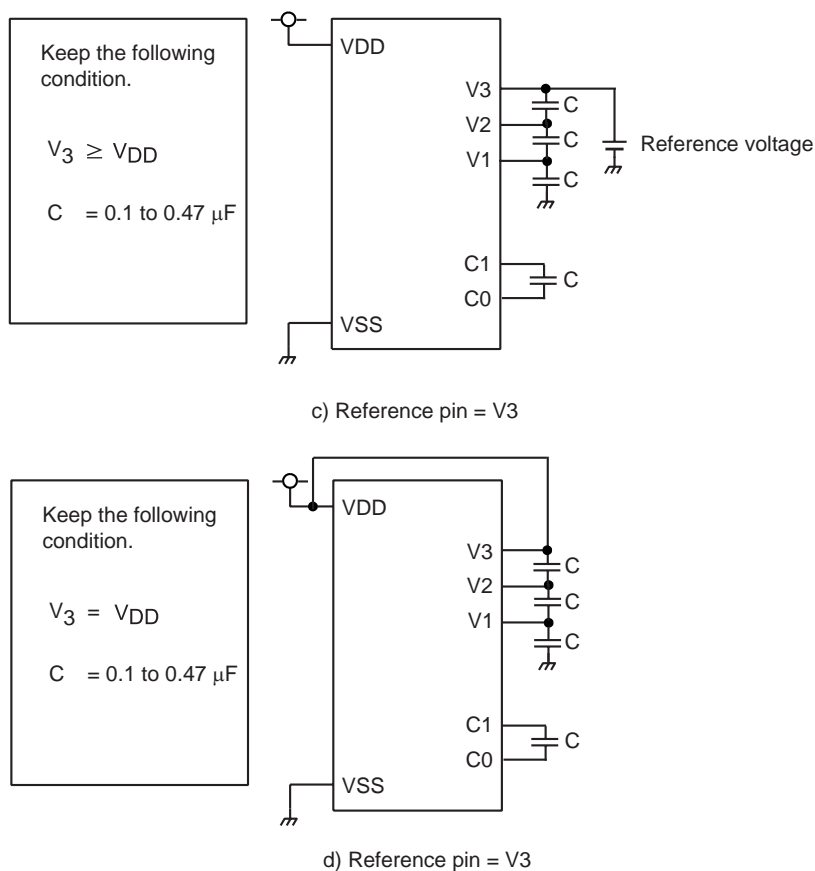 Keep the following
condition.
V3 ≥ VDD
C = 0.1 to 0.47 μF
VDD
V3
V2
V1
C
C
C
Reference voltage
C1
C0
C
VSS
c) Reference pin = V3
Keep the following
condition.
V3 = VDD
C = 0.1 to 0.47 μF
VDD
V3
V2
V1
C
C
C
C1
C0
C
VSS
d) Reference pin = V3